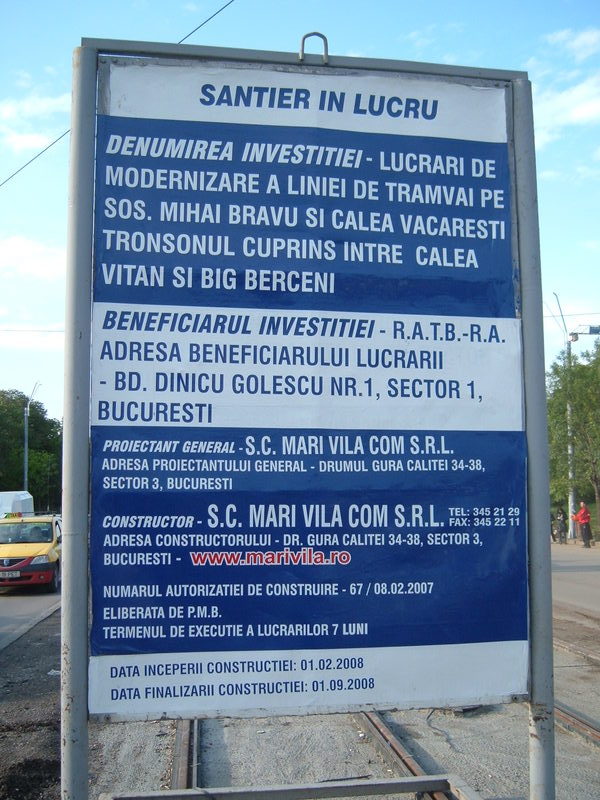 SANTIER IN LUCRU
DENUMIREA INVESTITIEI - LUCRARI DE
MODERNIZARE A LINIEI DE TRAMVAI PE
SOS. MIHAI BRAVU SI CALEA VACARESTI
TRONSONUL CUPRINS INTRE CALEA
VITAN SI BIG BERCENI
BENEFICIARUL INVESTITIEI - R.A.T.B.-R.A.
ADRESA BENEFICIARULUI LUCRARII
- BD. DINICU GOLESCU NR.1, SECTOR 1,
BUCURESTI
PROIECTANT GENERAL - S.C. MARI VILA COM S.R.L.
ADRESA PROIECTANTULUI GENERAL - DRUMUL GURA CALITEI 34-38,
SECTOR 3, BUCURESTI
CONSTRUCTOR - S.C. MARI VILA COM S.R.L. TEL: 345 21 29
FAX: 345 22 11
ADRESA CONSTRUCTORULUI - DR. GURA CALITEI 34-38, SECTOR 3,
BUCURESTI - www.marivila.ro
NUMARUL AUTORIZATIEI DE CONSTRUIRE - 67 / 08.02.2007
ELIBERATA DE P.M.B.
TERMENUL DE EXECUTIE A LUCRARILOR 7 LUNI
DATA INCEPERII CONSTRUCTIEI: 01.02.2008
DATA FINALIZARII CONSTRUCTIEI: 01.09.2008